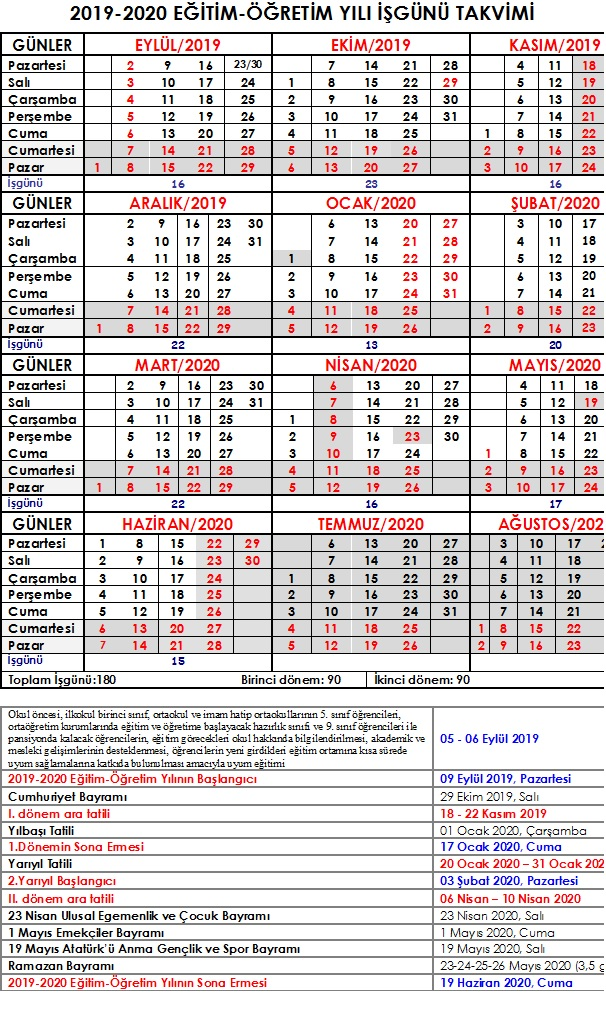 2019-2020 EĞİTİM-ÖĞRETİM YILI İŞGÜNÜ TAKVİMİ
GÜNLER EYLÜL/2019 EKİM/2019 KASIM/2019
Pazartesi 2 9 16 23/30 7 14 21 28 4 11 18
Salı 3 10 17 24 1 8 15 22 29 5 12 19
Çarşamba 4 11 18 25 2 9 16 23 30 6 13 20
Perşembe 5 12 19 26 3 10 17 24 31 7 14 21
Cuma 6 13 20 27 4 11 18 25 1 8 15 22
Cumartesi 7 14 21 28 5 12 19 26 2 9 16 23
Pazar 1 8 15 22 29 6 13 20 27 3 10 17 24
İşgünü 16 23 16
GÜNLER ARALIK/2019 OCAK/2020 ŞUBAT/2020
Pazartesi 2 9 16 23 30 6 13 20 27 3 10 17
Salı 3 10 17 24 31 7 14 21 28 4 11 18
Çarşamba 4 11 18 25 1 8 15 22 29 5 12 19
Perşembe 5 12 19 26 2 9 16 23 30 6 13 20
Cuma 6 13 20 27 3 10 17 24 31 7 14 21
Cumartesi 7 14 21 28 4 11 18 25 1 8 15 22
Pazar 1 8 15 22 29 5 12 19 26 2 9 16 23
İşgünü 22 13 20
GÜNLER MART/2020 NİSAN/2020 MAYIS/2020
Pazartesi 2 9 16 23 30 6 13 20 27 4 11 18
Salı 3 10 17 24 31 7 14 21 28 5 12 19
Çarşamba 4 11 18 25 1 8 15 22 29 6 13 20
Perşembe 5 12 19 26 2 9 16 23 30 7 14 21
Cuma 6 13 20 27 3 10 17 24 1 8 15 22
Cumartesi 7 14 21 28 4 11 18 25 2 9 16 23
Pazar 1 8 15 22 29 5 12 19 26 3 10 17 24
İşgünü 22 16 17
GÜNLER HAZİRAN/2020 TEMMUZ/2020 AĞUSTOS/202
Pazartesi 1 8 15 22 29 6 13 20 27 3 10 17
Salı 2 9 16 23 30 7 14 21 28 4 11 18
Çarşamba 3 10 17 24 1 8 15 22 29 5 12 19
Perşembe 4 11 18 25 2 9 16 23 30 6 13 20
Cuma 5 12 19 26 3 10 17 24 31 7 14 21
Cumartesi 6 13 20 27 4 11 18 25 1 8 15 22
Pazar 7 14 21 28 5 12 19 26 2 9 16 23
İşgünü 15
Toplam İşgünü:180 Birinci dönem: 90 İkinci dönem: 90
Okul öncesi, ilkokul birinci sınıf, ortaokul ve imam hatip ortaokullarının 5. sınıf öğrencileri,
ortaöğretim kurumlarında eğitim ve öğretime başlayacak hazırlık sınıfı ve 9. sınıf öğrencileri ile
pansiyonda kalacak öğrencilerin, eğitim görecekleri okul hakkında bilgilendirilmesi, akademik ve
mesleki gelişimlerinin desteklenmesi, öğrencilerin yeni girdikleri eğitim ortamına kısa sürede
uyum sağlamalarına katkıda bulunulması amacıyla uyum eğitimi
05 - 06 Eylül 2019
2019-2020 Eğitim-Öğretim Yılının Başlangıcı 09 Eylül 2019, Pazartesi
Cumhuriyet Bayramı 29 Ekim 2019, Salı
I. dönem ara tatili 18 - 22 Kasım 2019
Yılbaşı Tatili 01 Ocak 2020, Çarşamba
1.Dönemin Sona Ermesi 17 Ocak 2020, Cuma
Yarıyıl Tatili 20 Ocak 2020 – 31 Ocak 202
2.Yarıyıl Başlangıcı 03 Şubat 2020, Pazartesi
II. dönem ara tatili 06 Nisan – 10 Nisan 2020
23 Nisan Ulusal Egemenlik ve Çocuk Bayramı 23 Nisan 2020, Salı
1 Mayıs Emekçiler Bayramı 1 Mayıs 2020, Cuma
19 Mayıs Atatürk`ü Anma Gençlik ve Spor Bayramı 19 Mayıs 2020, Salı
Ramazan Bayramı 23-24-25-26 Mayıs 2020 (3,5 g
2019-2020 Eğitim-Öğretim Yılının Sona Ermesi 19 Haziran 2020, Cuma